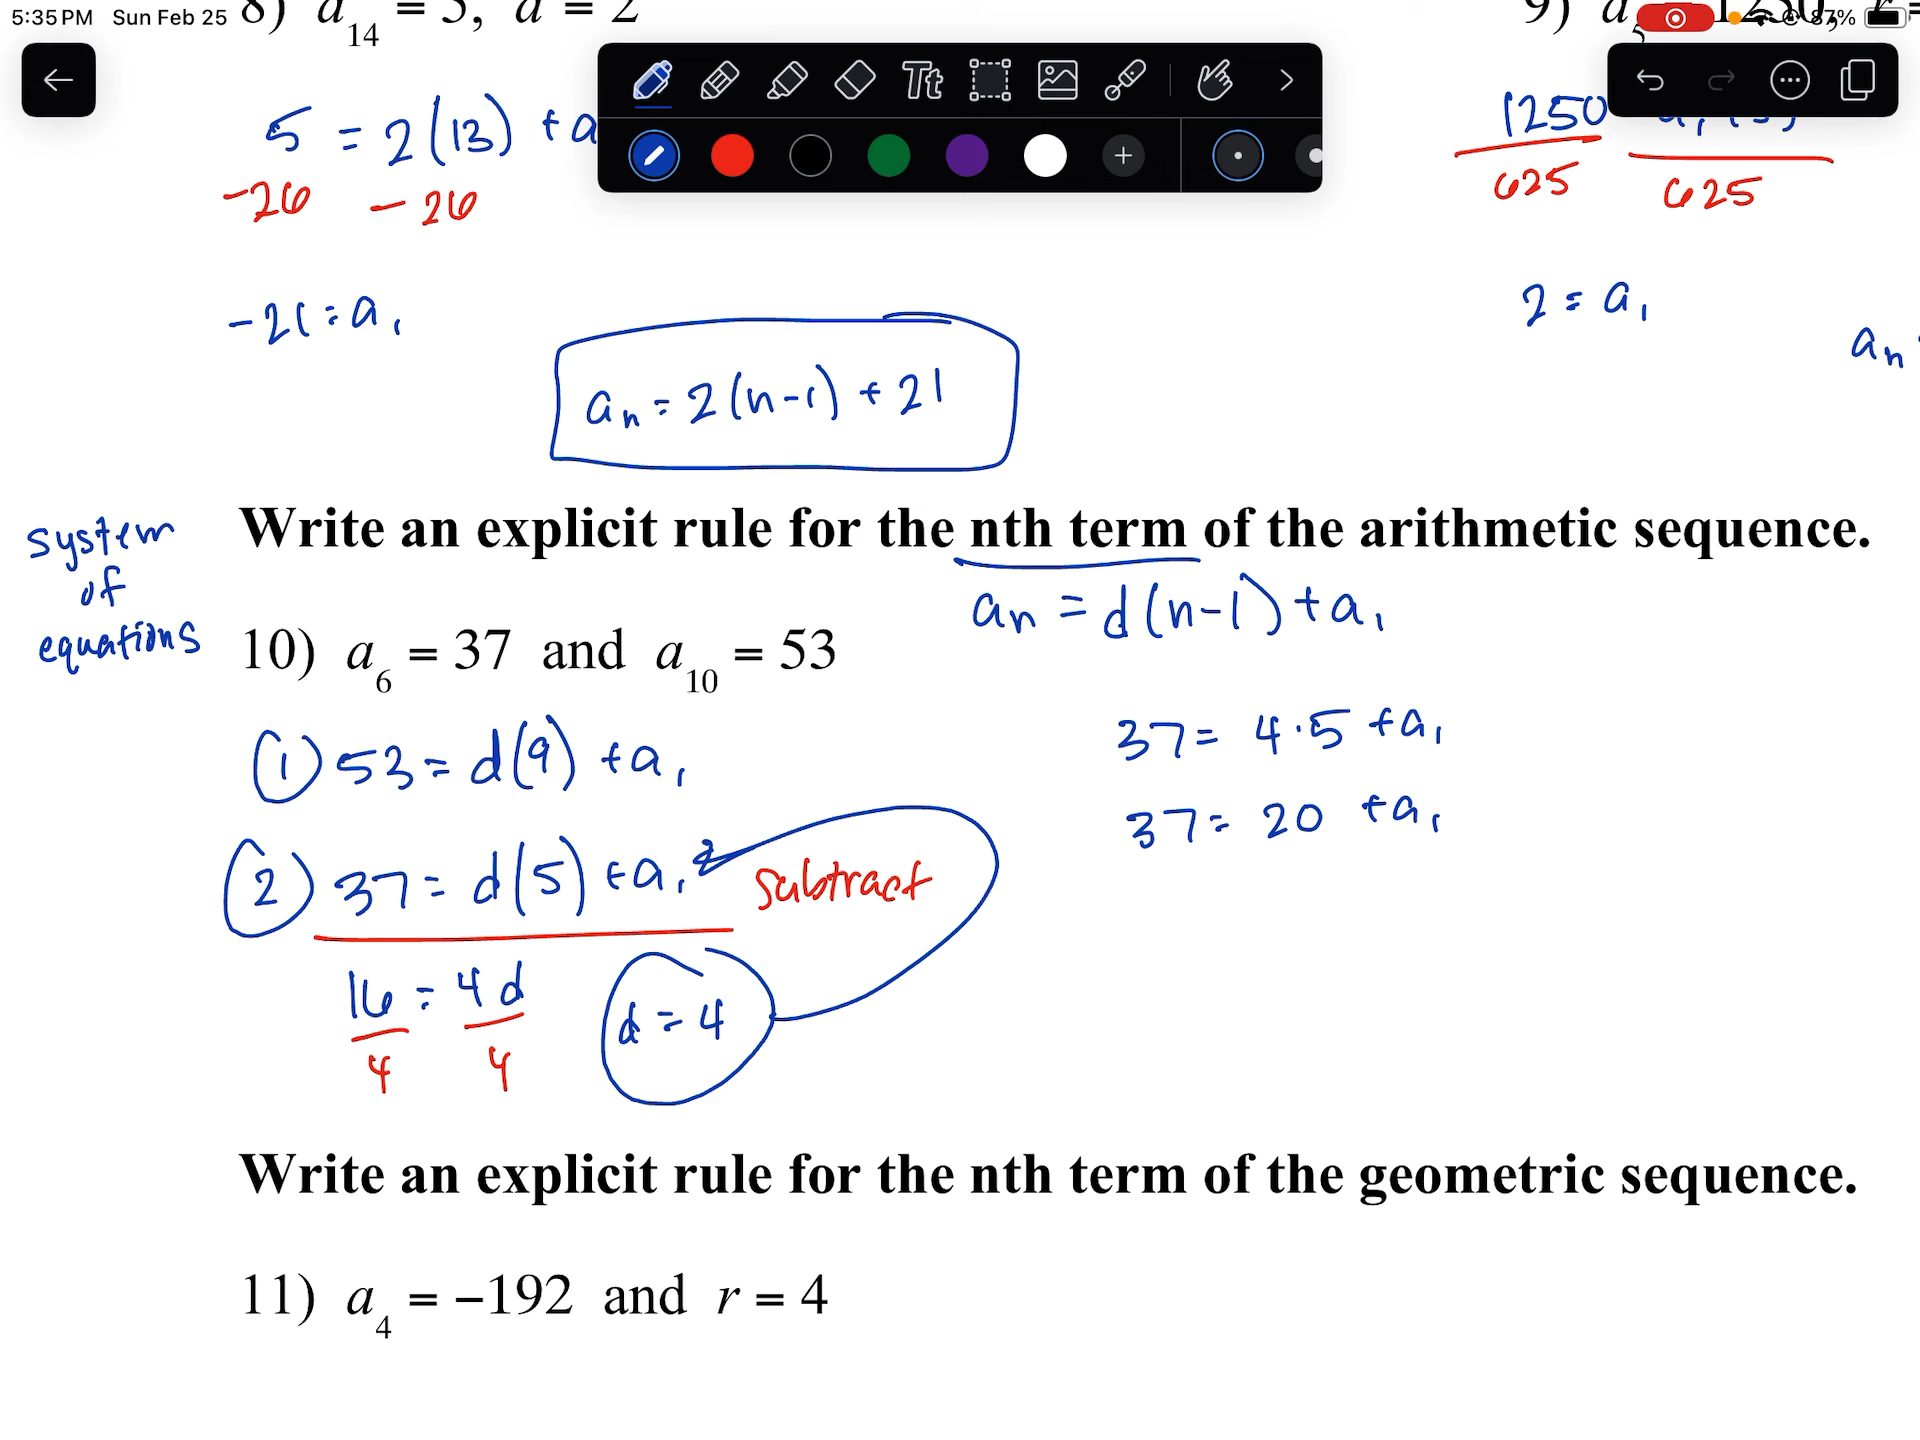 5:35 PM Sun Feb 25
87%
8) a14 = 5, d = 2
9) a5 1250, r =
5 = 2(13) + a
-26 -26
-21 = a1
an = 2(n-1) + 21
1250
625 625
2 = a1
an
Tt
system
of
equations
Write an explicit rule for the nth term of the arithmetic sequence.
an = d(n-1) + a1
10) a6 = 37 and a10 = 53
① 53 = d(9) + a1
② 37 = d(5) + a1
subtract
16 = 4d
4 4
d = 4
37 = 4·5 + a1
37 = 20 + a1
Write an explicit rule for the nth term of the geometric sequence.
11) a4 = −192 and r = 4